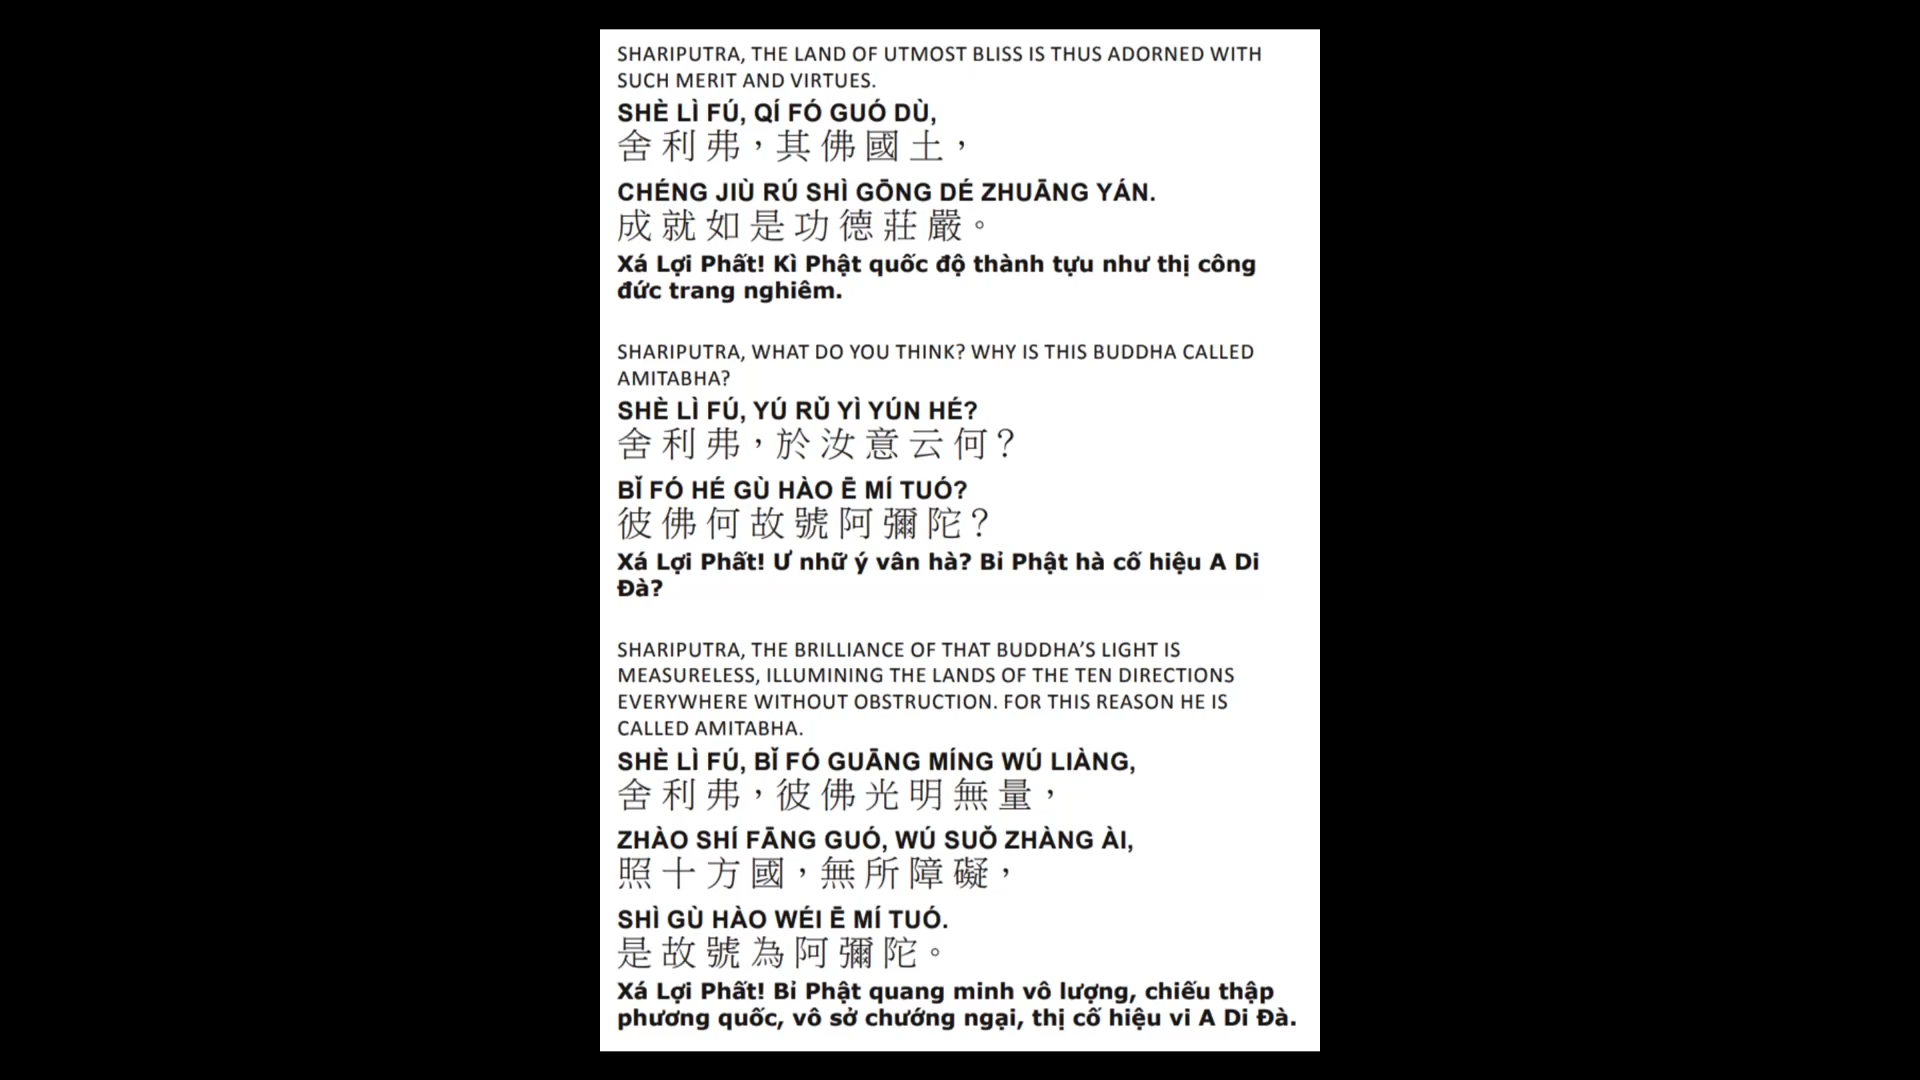 SHARIPUTRA, THE LAND OF UTMOST BLISS IS THUS ADORNED WITH
SUCH MERIT AND VIRTUES.
SHÈ LÌ FÚ, QÍ FÓ GUÓ DÙ,
舍利弗，其佛國土，
CHÉNG JIÙ RÚ SHÌ GŌNG DÉ ZHUĀNG YÁN.
成就如是功德莊嚴。
Xá Lợi Phất! Kì Phật quốc độ thành tựu như thị công
đức trang nghiêm.
SHARIPUTRA, WHAT DO YOU THINK? WHY IS THIS BUDDHA CALLED
AMITABHA?
SHÈ LÌ FÚ, YÚ RǓ YÌ YÚN HÉ?
舍利弗，於汝意云何？
BǏ FÓ HÉ GÙ HÀO Ē MÍ TUÓ?
彼佛何故號阿彌陀？
Xá Lợi Phất! Ư nhữ ý vân hà? Bỉ Phật hà cố hiệu A Di
Đà?
SHARIPUTRA, THE BRILLIANCE OF THAT BUDDHA’S LIGHT IS
MEASURELESS, ILLUMINING THE LANDS OF THE TEN DIRECTIONS
EVERYWHERE WITHOUT OBSTRUCTION. FOR THIS REASON HE IS
CALLED AMITABHA.
SHÈ LÌ FÚ, BǏ FÓ GUĀNG MÍNG WÚ LIÀNG,
舍利弗，彼佛光明無量，
ZHÀO SHÍ FĀNG GUÓ, WÚ SUǑ ZHÀNG ÀI,
照十方國，無所障礙，
SHÌ GÙ HÀO WÉI Ē MÍ TUÓ.
是故號為阿彌陀。
Xá Lợi Phất! Bỉ Phật quang minh vô lượng, chiếu thập
phương quốc, vô sở chướng ngại, thị cố hiệu vi A Di Đà.